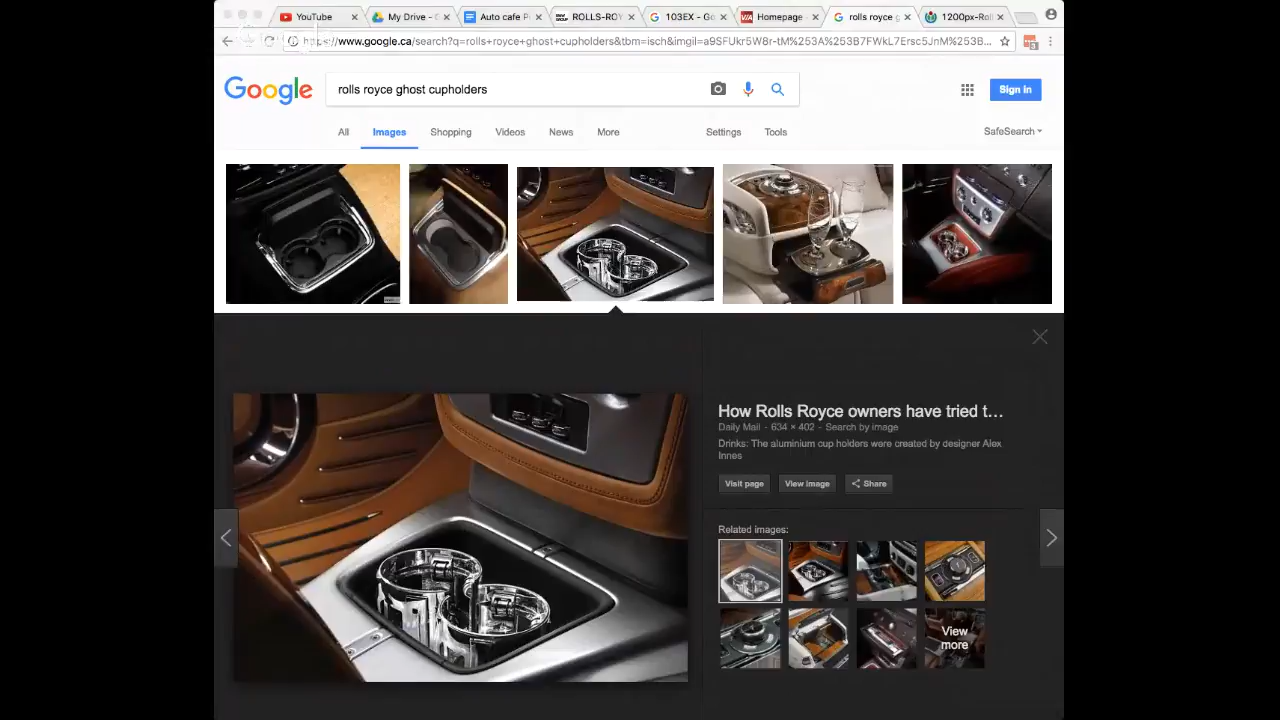 YouTube
My Drive - G
Auto cafe P
ROLLS-ROY
103EX - Go
Homepage -
rolls royce g
1200px-Roll
https://www.google.ca/search?q=rolls+royce+ghost+cupholders&tbm=isch&imgil=a9SFUkr5W8r-tM%253A%253B7FWkL7Ersc5JnM%253B...
Google
rolls royce ghost cupholders
Sign in
All
Images
Shopping
Videos
News
More
Settings
Tools
SafeSearch
How Rolls Royce owners have tried t...
Daily Mail - 634 × 402 - Search by image
Drinks: The aluminium cup holders were created by designer Alex
Innes
Visit page
View image
Share
Related images:
View
more